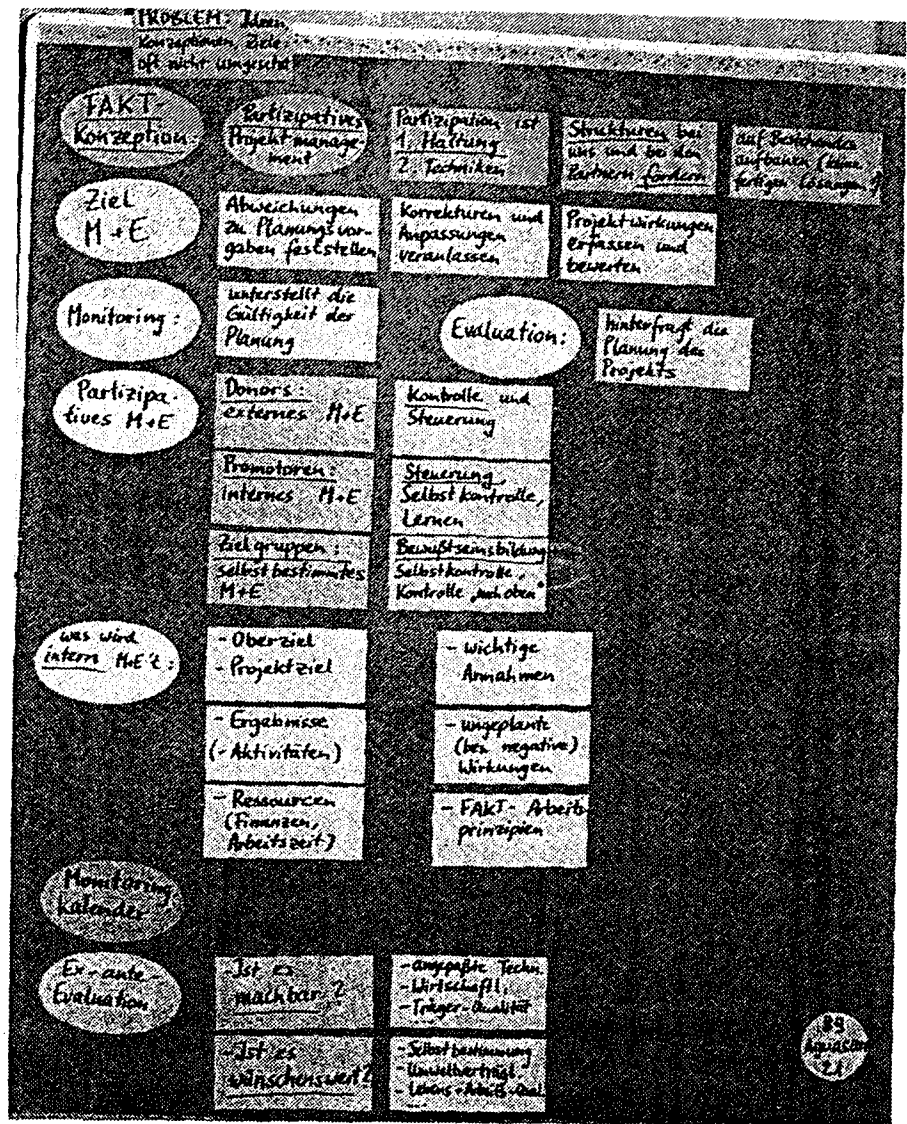 PROBLEM: Ideen
Konzeptionen, Ziele
oft nicht umgesetzt
FAKT-
Konzeption
Partizipatives
Projektmanage-
ment
Partizipation ist
1. Haltung
2. Techniken
Strukturen bei
uns und bei den
Partnern fördern
auf Bestehendes
aufbauen (keine
fertigen Lösungen!)
Ziel
M+E
Abweichungen
zu Planungsvor-
gaben feststellen
Korrekturen und
Anpassungen
veranlassen
Projektwirkungen
erfassen und
bewerten
Monitoring:
unterstellt die
Gültigkeit der
Planung
Evaluation:
hinterfragt die
Planung des
Projekts
Partizipa-
tives M+E
Donors:
externes M+E
Kontrolle und
Steuerung
Promotoren:
internes M+E
Steuerung,
Selbstkontrolle,
Lernen
Zielgruppen:
selbstbestimmtes
M+E
Bewußtseinsbildung
Selbstkontrolle,
Kontrolle „nach oben"
was wird
intern M+E't:
- Oberziel
- Projektziel
- wichtige
Annahmen
- Ergebnisse
(- Aktivitäten)
- ungeplante
(bes. negative)
Wirkungen
- Ressourcen
(Finanzen,
Arbeitszeit)
- FAKT- Arbeits-
prinzipien
Monitoring
kalender
Ex-ante-
Evaluation
- Ist es
machbar?
- angepaßte Techn.
- Wirtschaftl.
- Träger-Qualität
- Ist es
wünschenswert?
- Selbstbestimmung
- Umweltverträgl.
- Lebens+Arbeits-Qual.